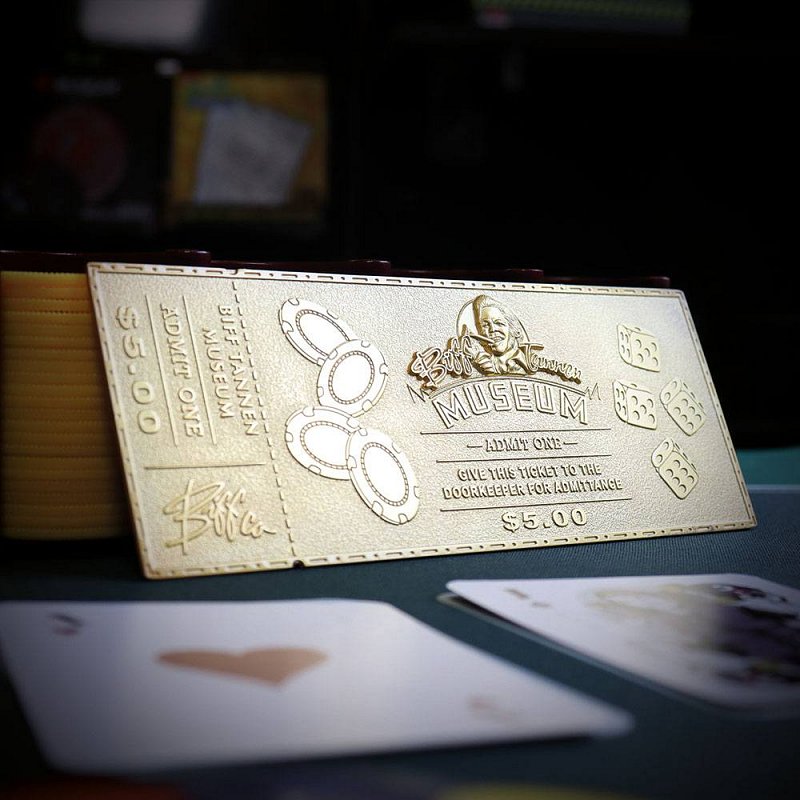 BIFF TANNEN
MUSEUM
ADMIT ONE
$5.00
Biff Co
Biff Tannen
MUSEUM
ADMIT ONE
GIVE THIS TICKET TO THE
DOORKEEPER FOR ADMITTANCE
$5.00